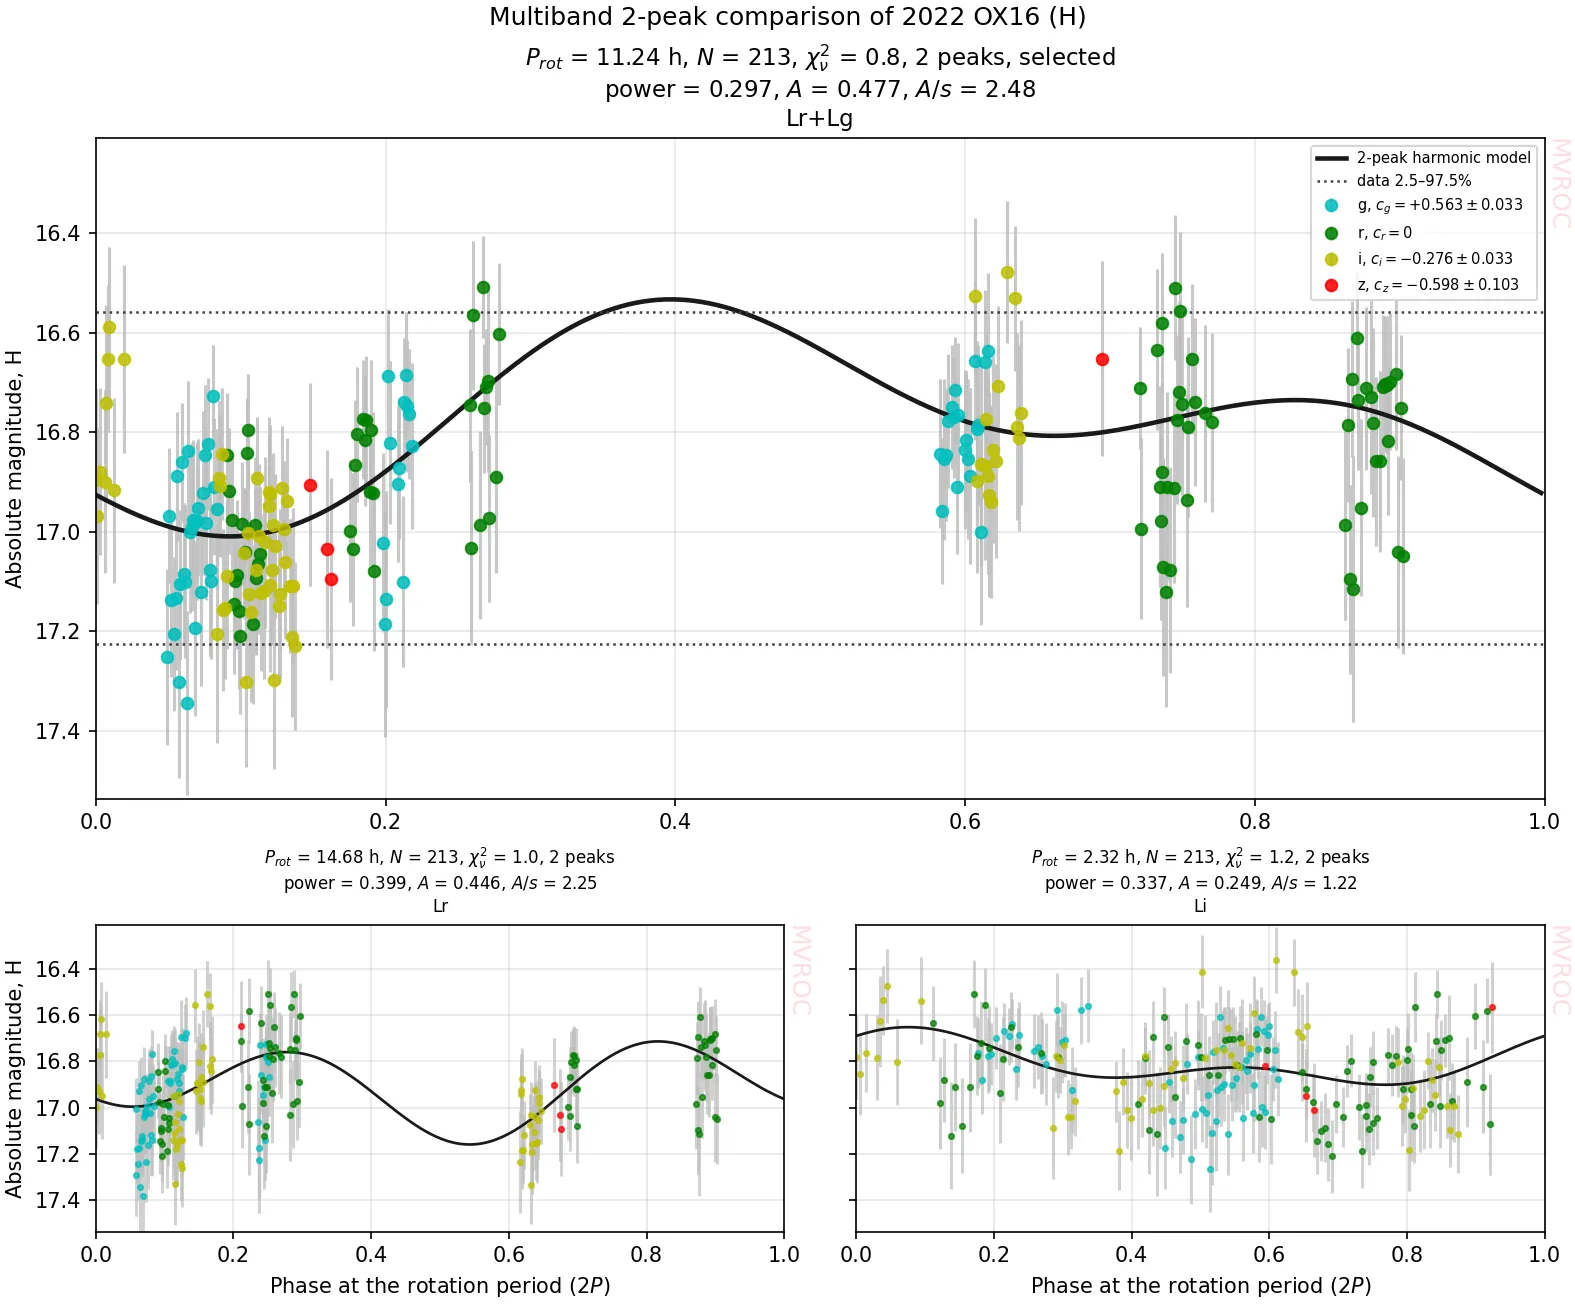 Multiband 2-peak comparison of 2022 OX16 (H)
P_rot = 11.24 h, N = 213, χ²_ν = 0.8, 2 peaks, selected
power = 0.297, A = 0.477, A/s = 2.48
Lr+Lg
2-peak harmonic model
data 2.5–97.5%
g, c_g = +0.563 ± 0.033
r, c_r = 0
i, c_i = −0.276 ± 0.033
z, c_z = −0.598 ± 0.103
MVROC
Absolute magnitude, H
16.4
16.6
16.8
17.0
17.2
17.4
0.0 0.2 0.4 0.6 0.8 1.0
P_rot = 14.68 h, N = 213, χ²_ν = 1.0, 2 peaks
power = 0.399, A = 0.446, A/s = 2.25
Lr
MVROC
Absolute magnitude, H
16.4
16.6
16.8
17.0
17.2
17.4
0.0 0.2 0.4 0.6 0.8 1.0
Phase at the rotation period (2P)
P_rot = 2.32 h, N = 213, χ²_ν = 1.2, 2 peaks
power = 0.337, A = 0.249, A/s = 1.22
Li
MVROC
0.0 0.2 0.4 0.6 0.8 1.0
Phase at the rotation period (2P)